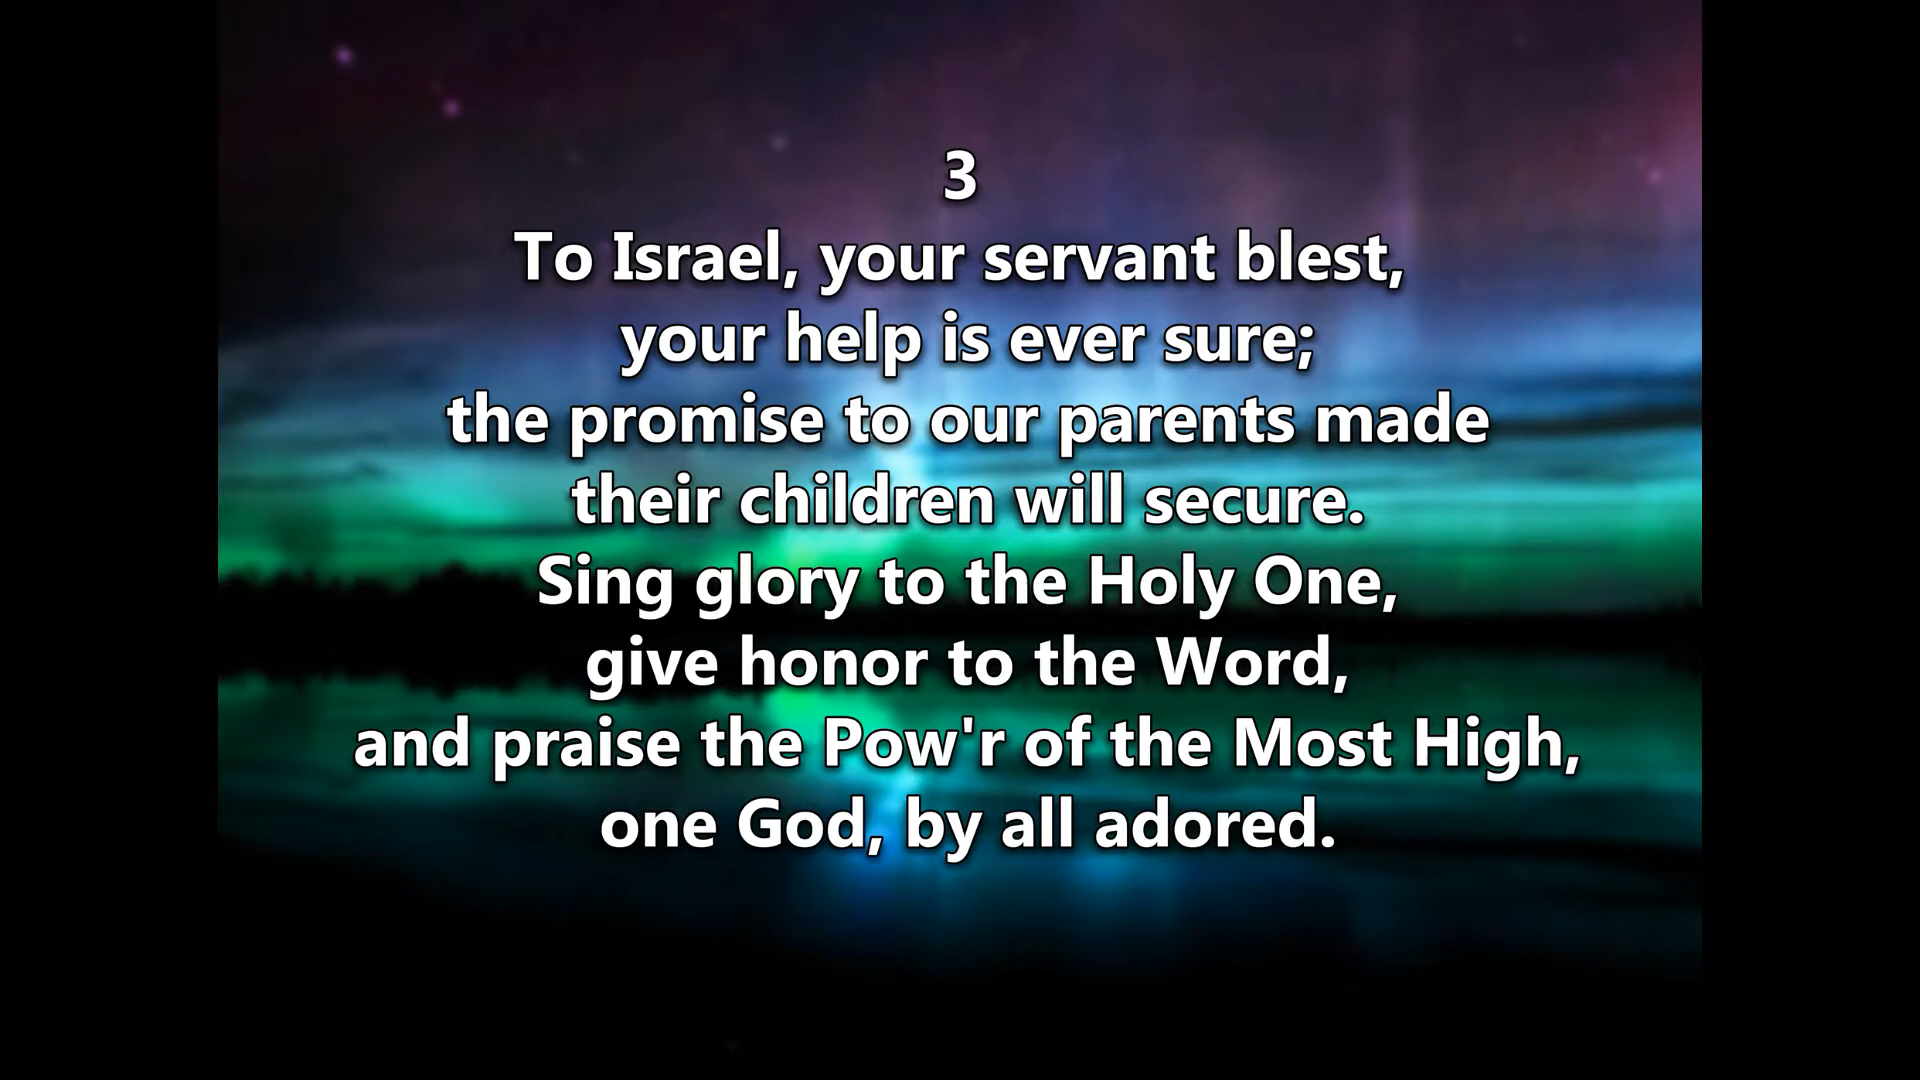 3
To Israel, your servant blest,
your help is ever sure;
the promise to our parents made
their children will secure.
Sing glory to the Holy One,
give honor to the Word,
and praise the Pow'r of the Most High,
one God, by all adored.